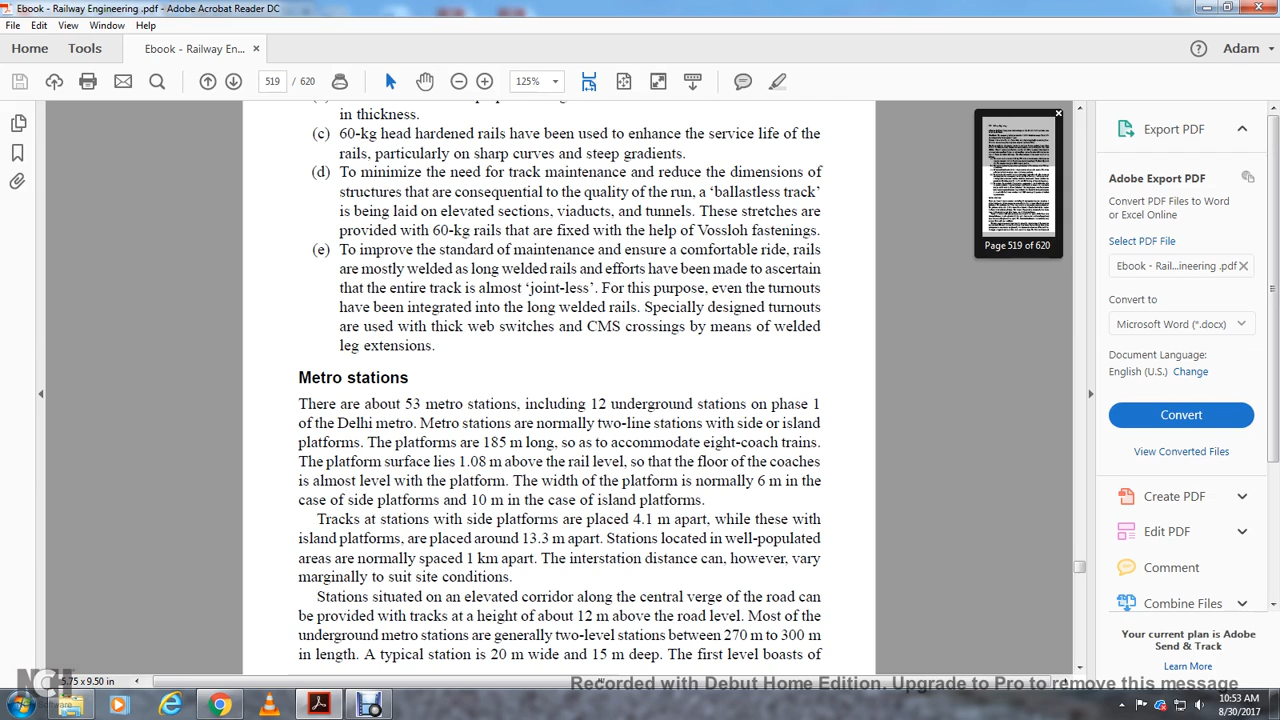 Ebook - Railway Engineering .pdf - Adobe Acrobat Reader DC
File Edit View Window Help
Home Tools Ebook - Railway En... × Adam
519 / 620 125%
in thickness.
(c) 60-kg head hardened rails have been used to enhance the service life of the
rails, particularly on sharp curves and steep gradients.
(d) To minimize the need for track maintenance and reduce the dimensions of
structures that are consequential to the quality of the run, a ‘ballastless track’
is being laid on elevated sections, viaducts, and tunnels. These stretches are
provided with 60-kg rails that are fixed with the help of Vossloh fastenings.
(e) To improve the standard of maintenance and ensure a comfortable ride, rails
are mostly welded as long welded rails and efforts have been made to ascertain
that the entire track is almost ‘joint-less’. For this purpose, even the turnouts
have been integrated into the long welded rails. Specially designed turnouts
are used with thick web switches and CMS crossings by means of welded
leg extensions.
Metro stations
There are about 53 metro stations, including 12 underground stations on phase 1
of the Delhi metro. Metro stations are normally two-line stations with side or island
platforms. The platforms are 185 m long, so as to accommodate eight-coach trains.
The platform surface lies 1.08 m above the rail level, so that the floor of the coaches
is almost level with the platform. The width of the platform is normally 6 m in the
case of side platforms and 10 m in the case of island platforms.
Tracks at stations with side platforms are placed 4.1 m apart, while these with
island platforms, are placed around 13.3 m apart. Stations located in well-populated
areas are normally spaced 1 km apart. The interstation distance can, however, vary
marginally to suit site conditions.
Stations situated on an elevated corridor along the central verge of the road can
be provided with tracks at a height of about 12 m above the road level. Most of the
underground metro stations are generally two-level stations between 270 m to 300 m
in length. A typical station is 20 m wide and 15 m deep. The first level boasts of
5.75 x 9.50 in
Page 519 of 620
Export PDF
Adobe Export PDF
Convert PDF Files to Word
or Excel Online
Select PDF File
Ebook - Rail...ineering .pdf
Convert to
Microsoft Word (*.docx)
Document Language:
English (U.S.) Change
Convert
View Converted Files
Create PDF
Edit PDF
Comment
Combine Files
Your current plan is Adobe
Send & Track
Learn More
NCH
Software
Recorded with Debut Home Edition. Upgrade to Pro to remove this message
10:53 AM
8/30/2017